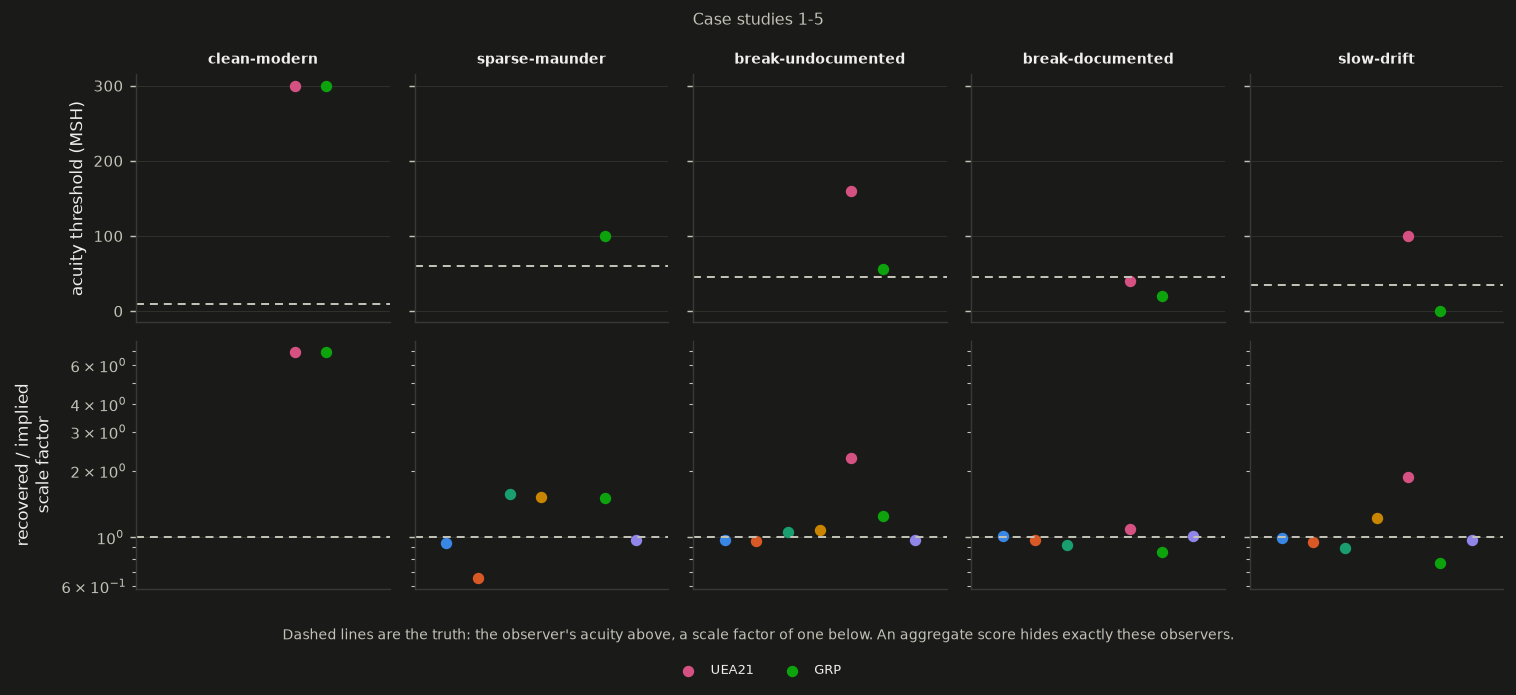 Case studies 1-5
clean-modern
sparse-maunder
break-undocumented
break-documented
slow-drift
acuity threshold (MSH)
300
200
100
0
recovered / implied
scale factor
6 × 10⁰
4 × 10⁰
3 × 10⁰
2 × 10⁰
10⁰
6 × 10⁻¹
Dashed lines are the truth: the observer's acuity above, a scale factor of one below. An aggregate score hides exactly these observers.
UEA21
GRP